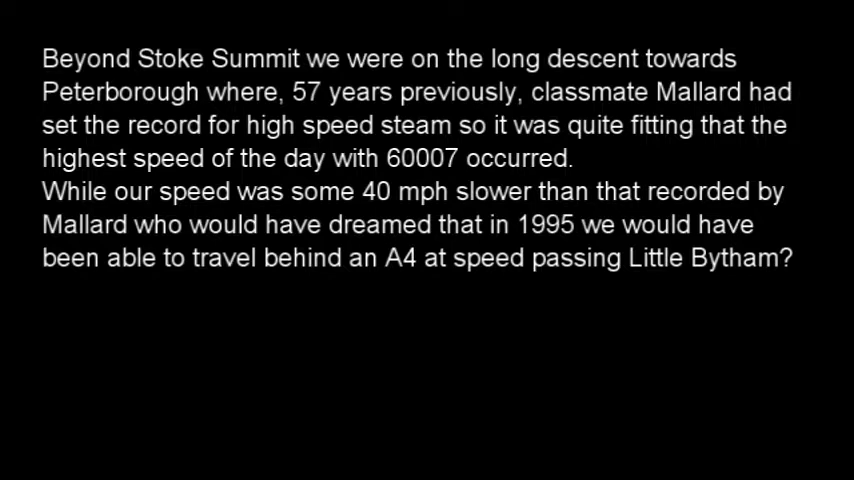 Beyond Stoke Summit we were on the long descent towards
Peterborough where, 57 years previously, classmate Mallard had
set the record for high speed steam so it was quite fitting that the
highest speed of the day with 60007 occurred.
While our speed was some 40 mph slower than that recorded by
Mallard who would have dreamed that in 1995 we would have
been able to travel behind an A4 at speed passing Little Bytham?